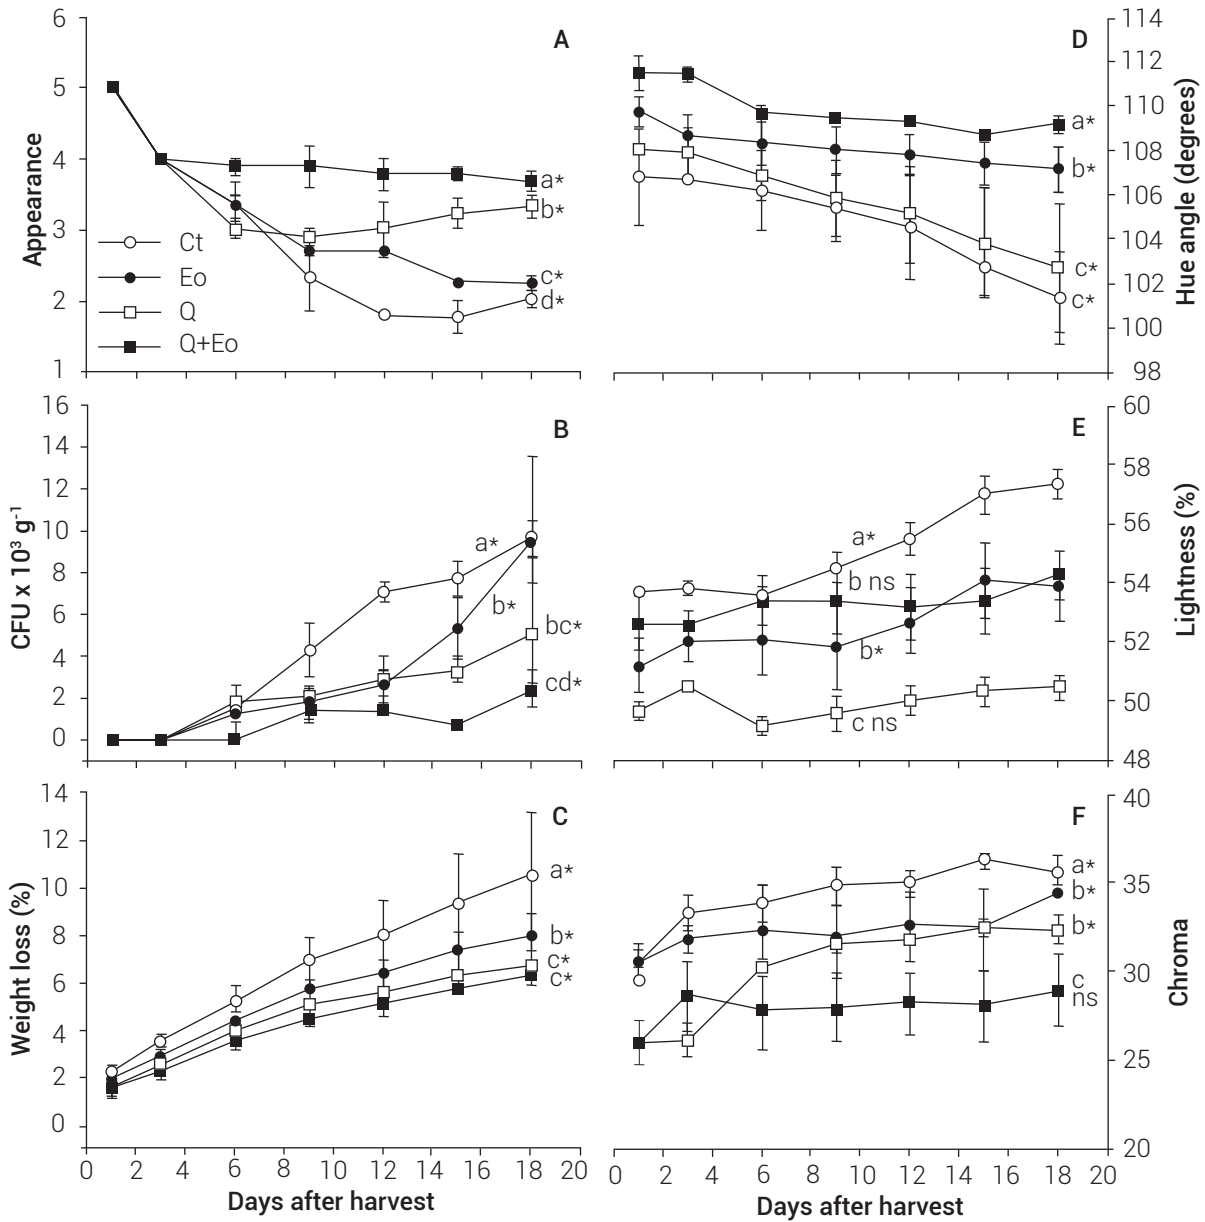 A
6
5
4
3
2
1
Appearance
Ct
Eo
Q
Q+Eo
a*
b*
c*
d*
D
114
112
110
108
106
104
102
100
98
Hue angle (degrees)
a*
b*
c*
c*
B
16
14
12
10
8
6
4
2
0
CFU x 10³ g⁻¹
a*
b*
bc*
cd*
E
60
58
56
54
52
50
48
Lightness (%)
a*
b ns
b*
c ns
C
14
12
10
8
6
4
2
0
Weight loss (%)
a*
b*
c*
c*
0 2 4 6 8 10 12 14 16 18 20
Days after harvest
F
40
35
30
25
20
Chroma
a*
b*
b*
c
ns
0 2 4 6 8 10 12 14 16 18 20
Days after harvest